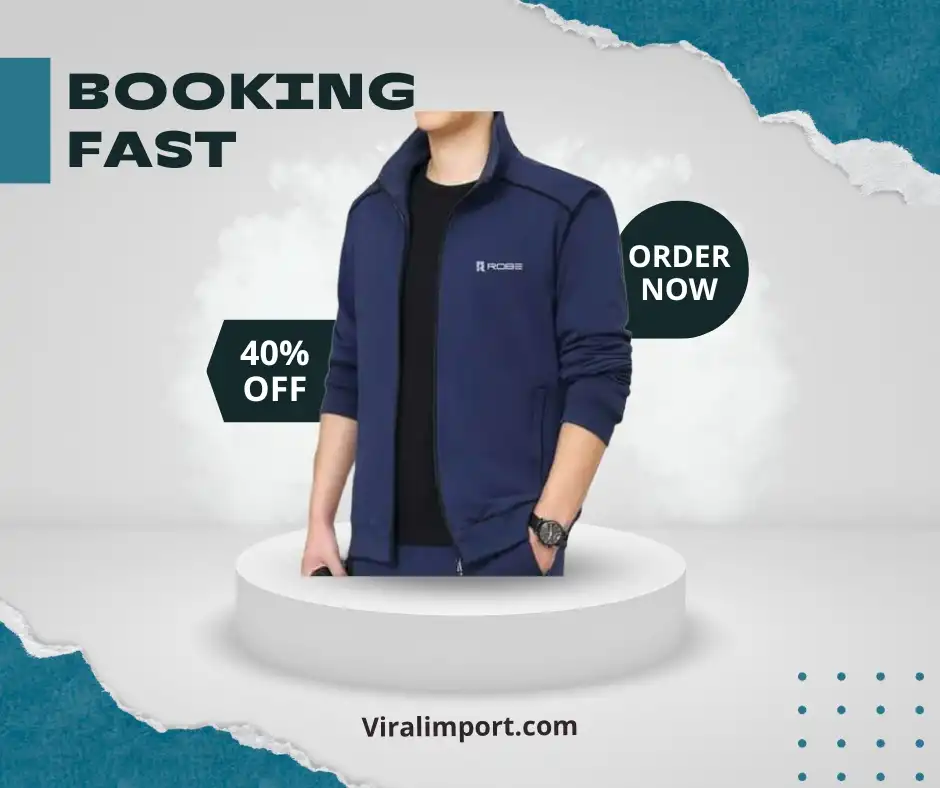 BOOKING
FAST
ROBE
ORDER
NOW
40%
OFF
Viralimport.com